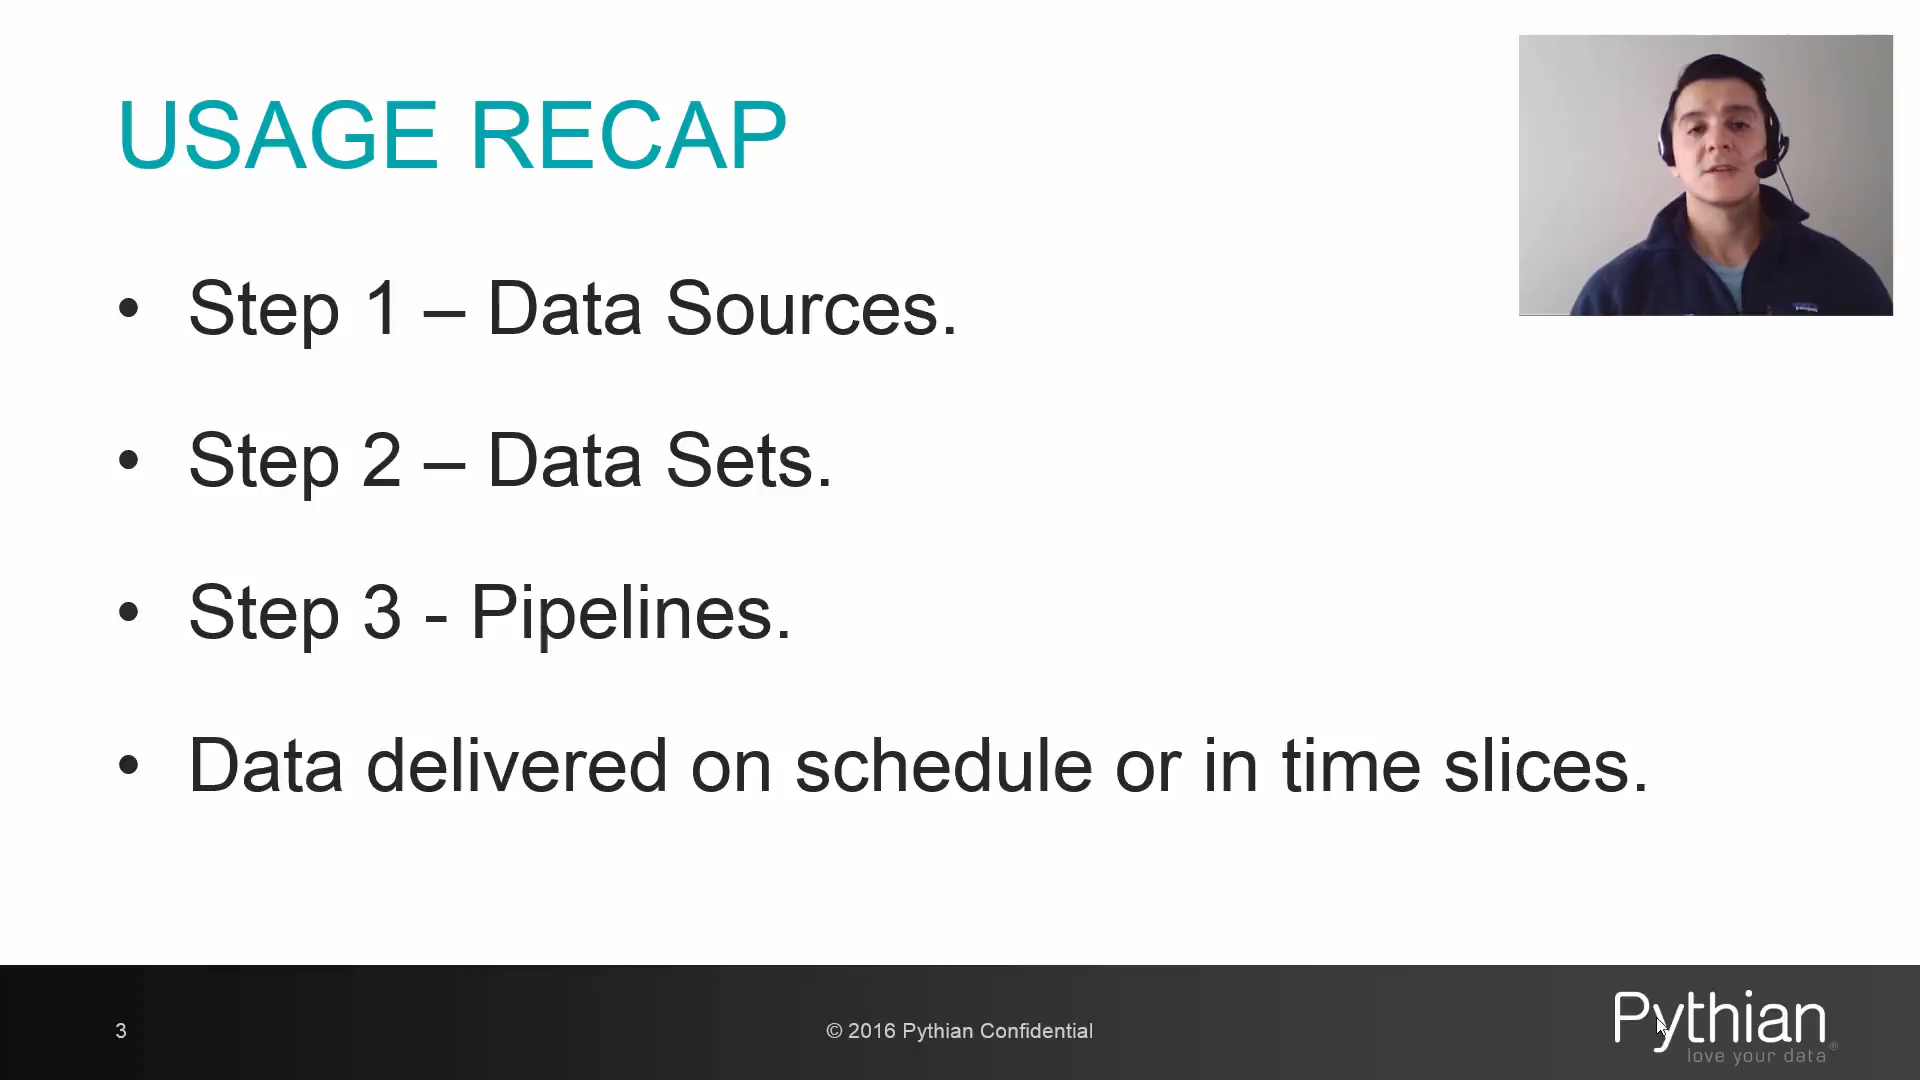 USAGE RECAP
• Step 1 – Data Sources.
• Step 2 – Data Sets.
• Step 3 - Pipelines.
• Data delivered on schedule or in time slices.
3
© 2016 Pythian Confidential
Pythian
love your data®